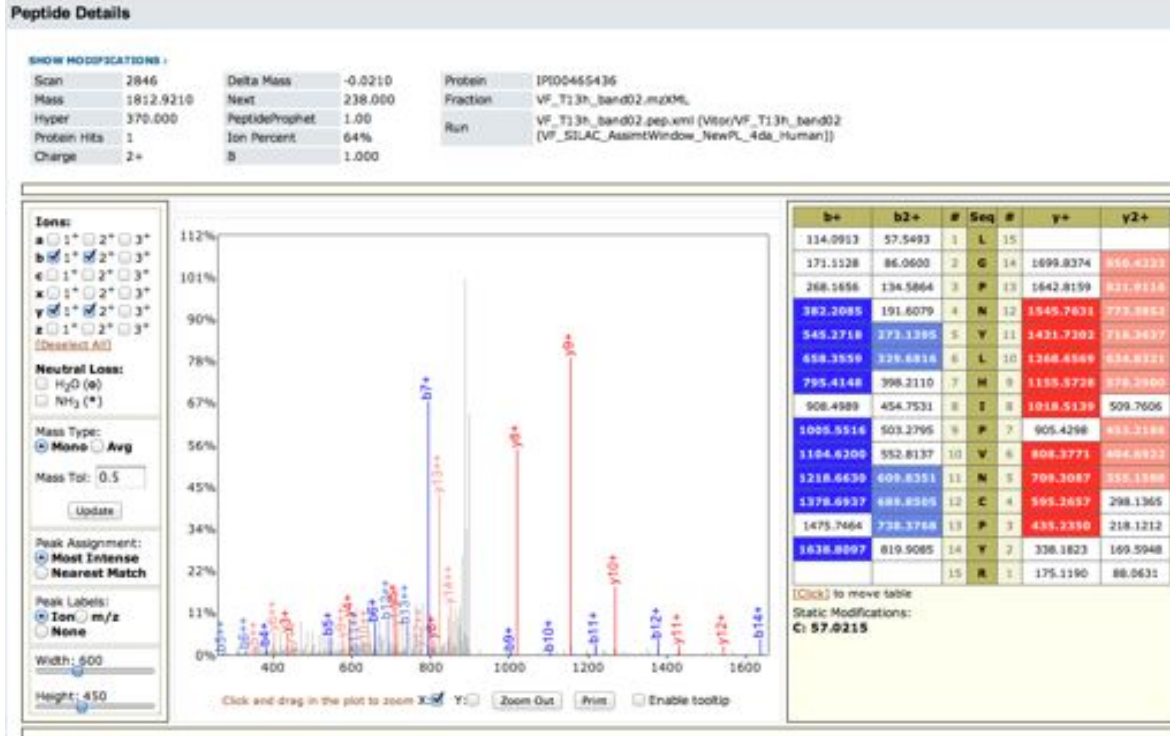 Peptide Details
SHOW MODIFICATIONS ›
Scan 2846 Delta Mass -0.0210 Protein IPI00465436
Mass 1812.9210 Next 238.000 Fraction VF_T13h_band02.mzXML
Hyper 370.000 PeptideProphet 1.00 Run VF_T13h_band02.pep.xml (Vitor/VF_T13h_band02
Protein Hits 1 Ion Percent 64% (VF_SILAC_AssimtWindow_NewPL_4da_Human))
Charge 2+ B 1.000
Ions:
a 1+ 2+ 3+
b 1+ 2+ 3+
c 1+ 2+ 3+
x 1+ 2+ 3+
y 1+ 2+ 3+
z 1+ 2+ 3+
[Deselect All]
Neutral Loss:
H2O (o)
NH3 (*)
Mass Type:
Mono Avg
Mass Tol: 0.5
Update
Peak Assignment:
Most Intense
Nearest Match
Peak Labels:
Ion m/z
None
Width: 600
Height: 450
112%
101%
90%
78%
67%
56%
45%
34%
22%
11%
0%
400 600 800 1000 1200 1400 1600
b7+
y9+
y8+
y13++
y10+
y14++
b5+
b6+
b9+
b10+
b11+
b12+
y11+
y12+
b14+
Click and drag in the plot to zoom X: Y: Zoom Out Print Enable tooltip
b+ b2+ # Seq # y+ y2+
114.0913 57.5493 1 L 15
171.1128 86.0600 2 G 14 1699.8374
268.1656 134.5864 3 P 13 1642.8159
382.2085 191.6079 4 N 12 1545.7631
545.2718 273.1395 5 Y 11
658.3559 329.6816 6 L 10
795.4148 398.2110 7 H 9 1155.5728
908.4989 454.7531 8 I 8 1018.5139 509.7606
1005.5516 503.2795 9 P 7 905.4298
1104.6200 552.8137 10 V 6 808.3771
1218.6630 609.8351 11 N 5 709.3087
1378.6937 12 C 4 595.2657 298.1365
1475.7464 738.3768 13 P 3 435.2350 218.1212
1638.8097 819.9085 14 Y 2 338.1823 169.5948
15 R 1 175.1190 88.0631
[Click] to move table
Static Modifications:
C: 57.0215